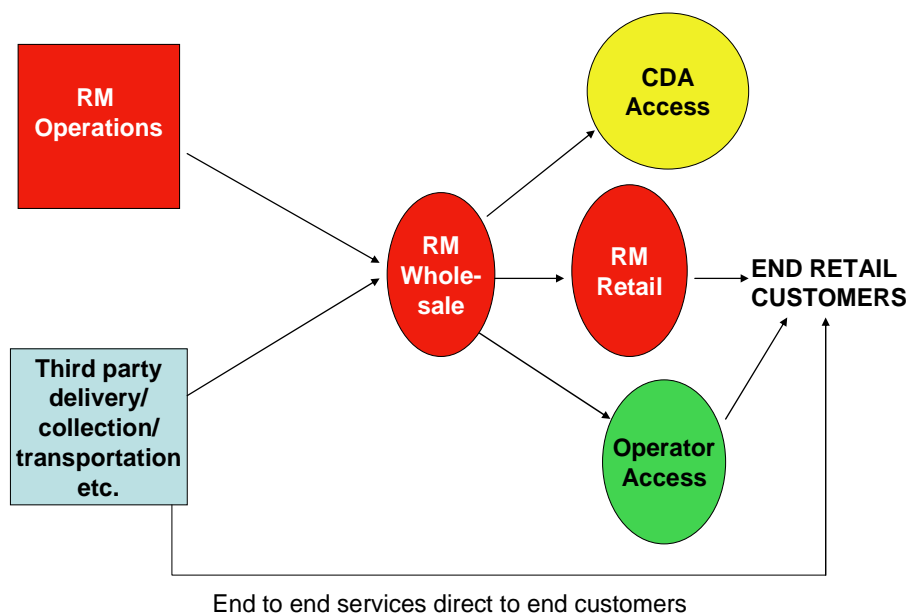 RM
Operations
CDA
Access
RM
Whole-
sale
RM
Retail
END RETAIL
CUSTOMERS
Third party
delivery/
collection/
transportation
etc.
Operator
Access
End to end services direct to end customers